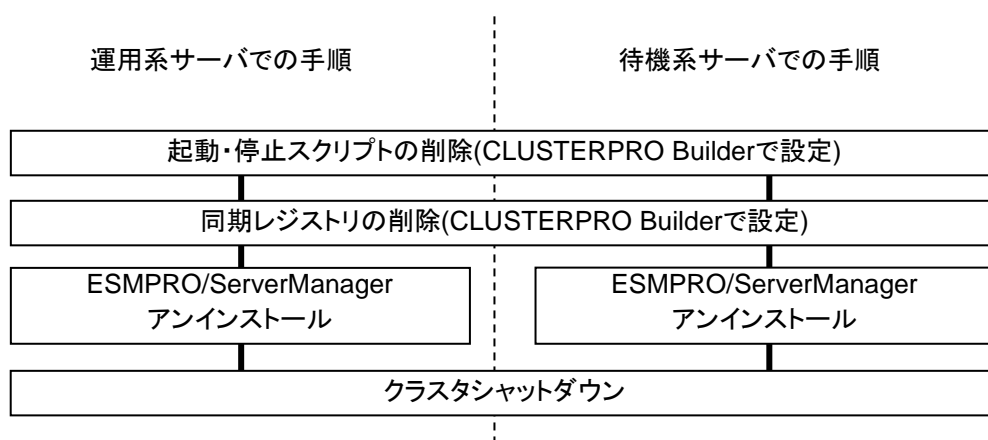 運用系サーバでの手順
待機系サーバでの手順
起動・停止スクリプトの削除(CLUSTERPRO Builderで設定)
同期レジストリの削除(CLUSTERPRO Builderで設定)
ESMPRO/ServerManager
アンインストール
ESMPRO/ServerManager
アンインストール
クラスタシャットダウン